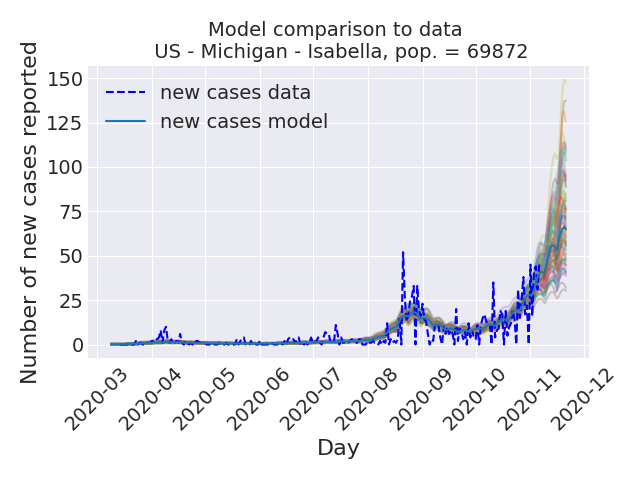 Model comparison to data
US - Michigan - Isabella, pop. = 69872
Number of new cases reported
150
125
100
75
50
25
0
new cases data
new cases model
2020-03
2020-04
2020-05
2020-06
2020-07
2020-08
2020-09
2020-10
2020-11
2020-12
Day